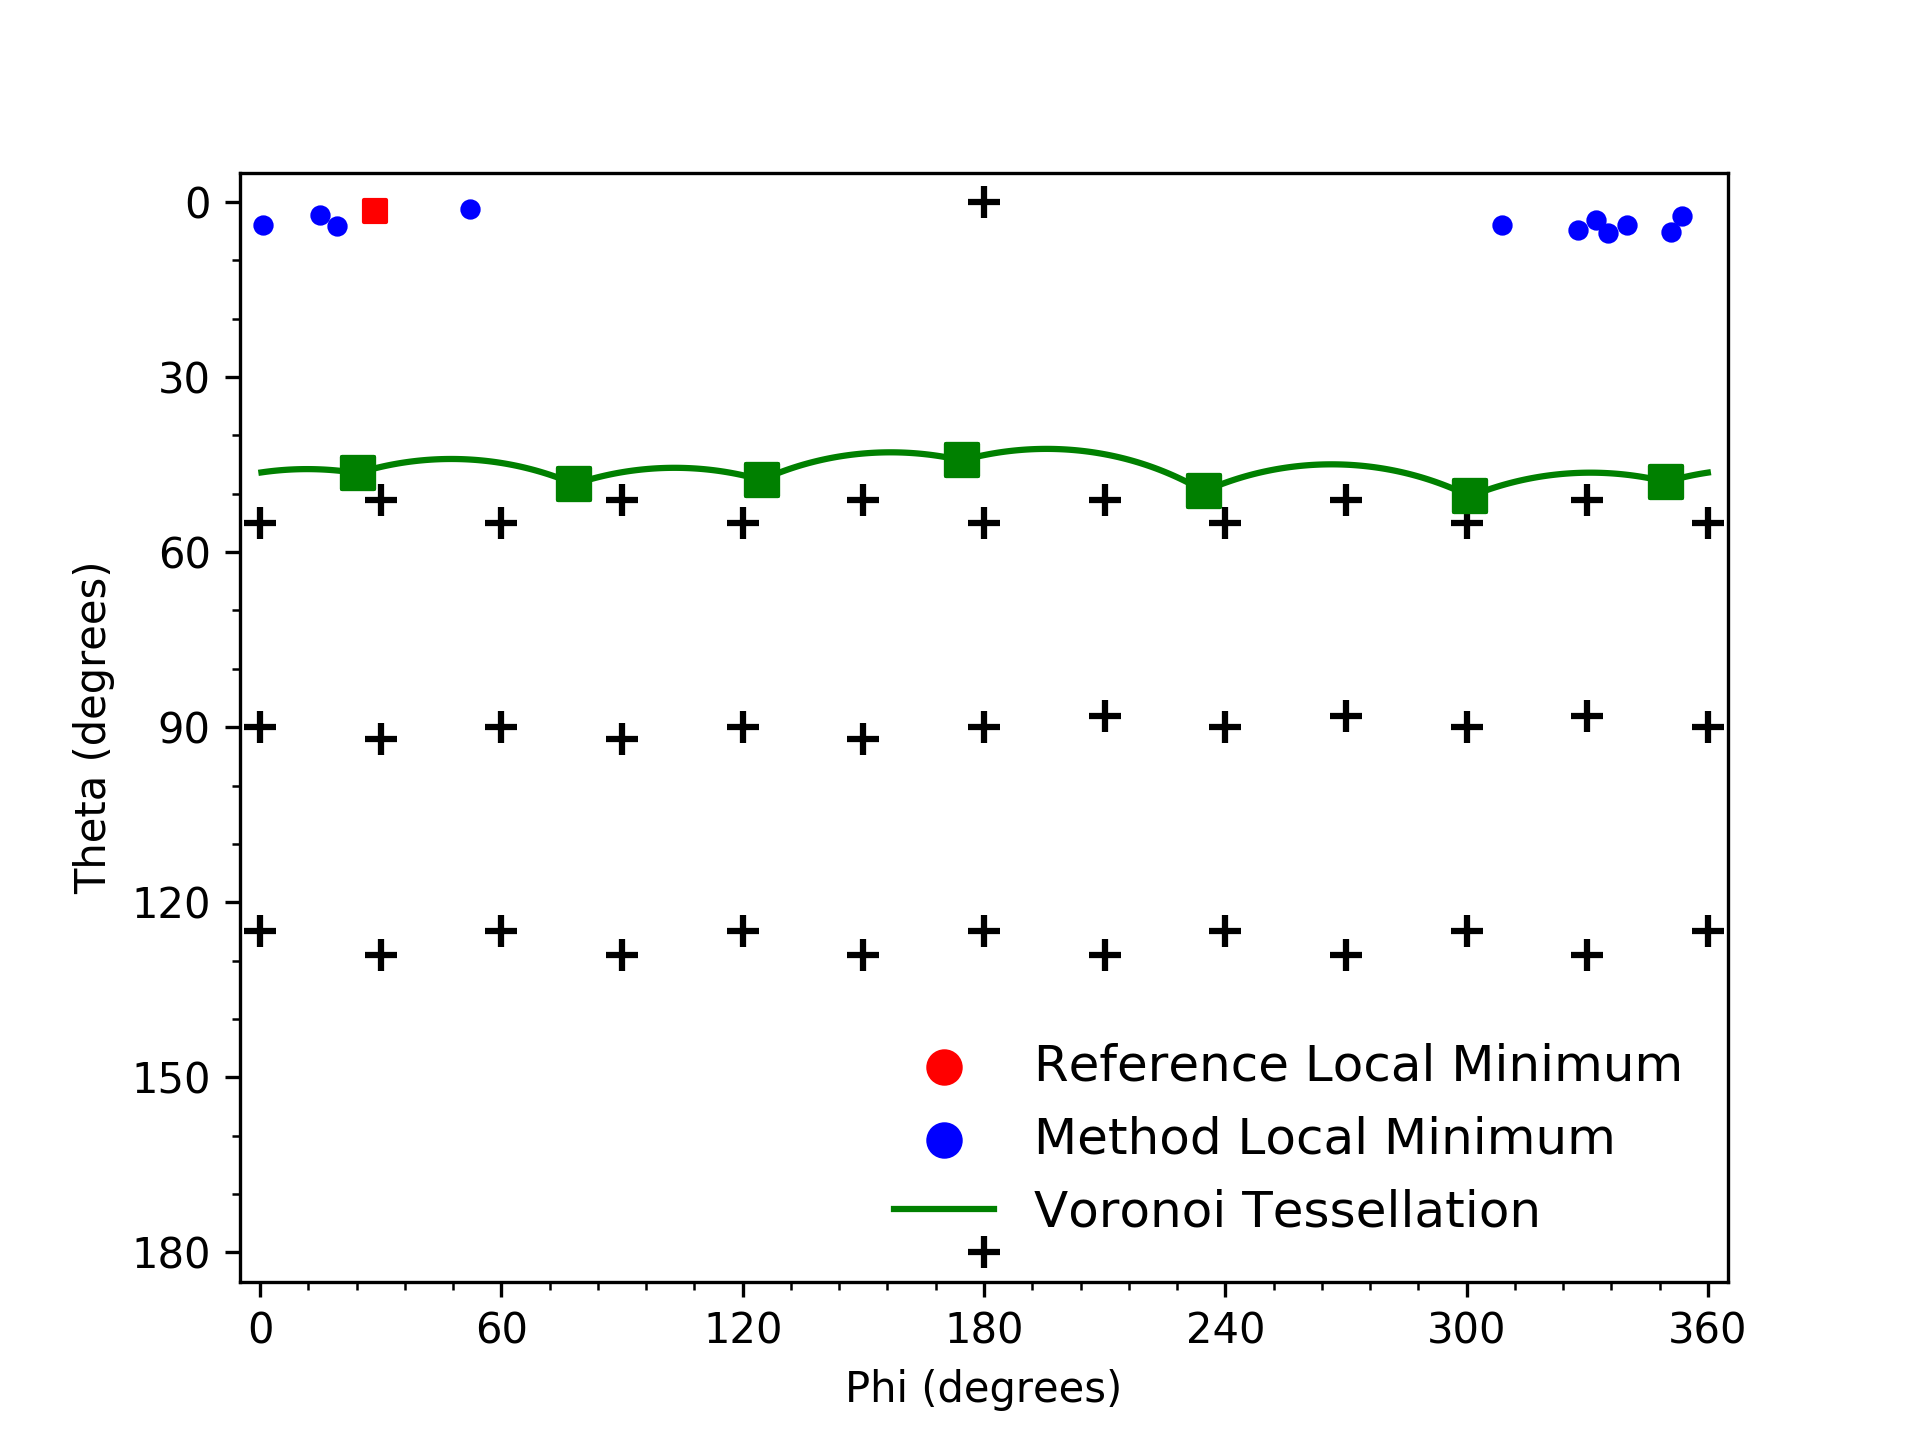 0
30
60
90
120
150
180
Theta (degrees)
Reference Local Minimum
Method Local Minimum
Voronoi Tessellation
0 60 120 180 240 300 360
Phi (degrees)